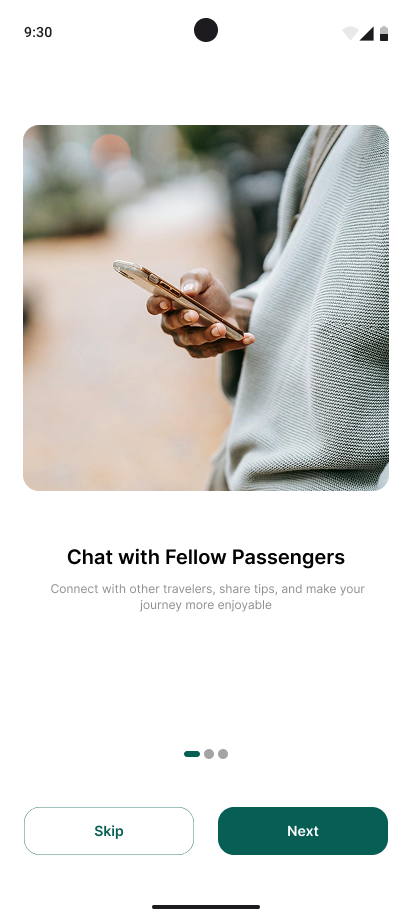 9:30
Chat with Fellow Passengers
Connect with other travelers, share tips, and make your
journey more enjoyable
Skip
Next